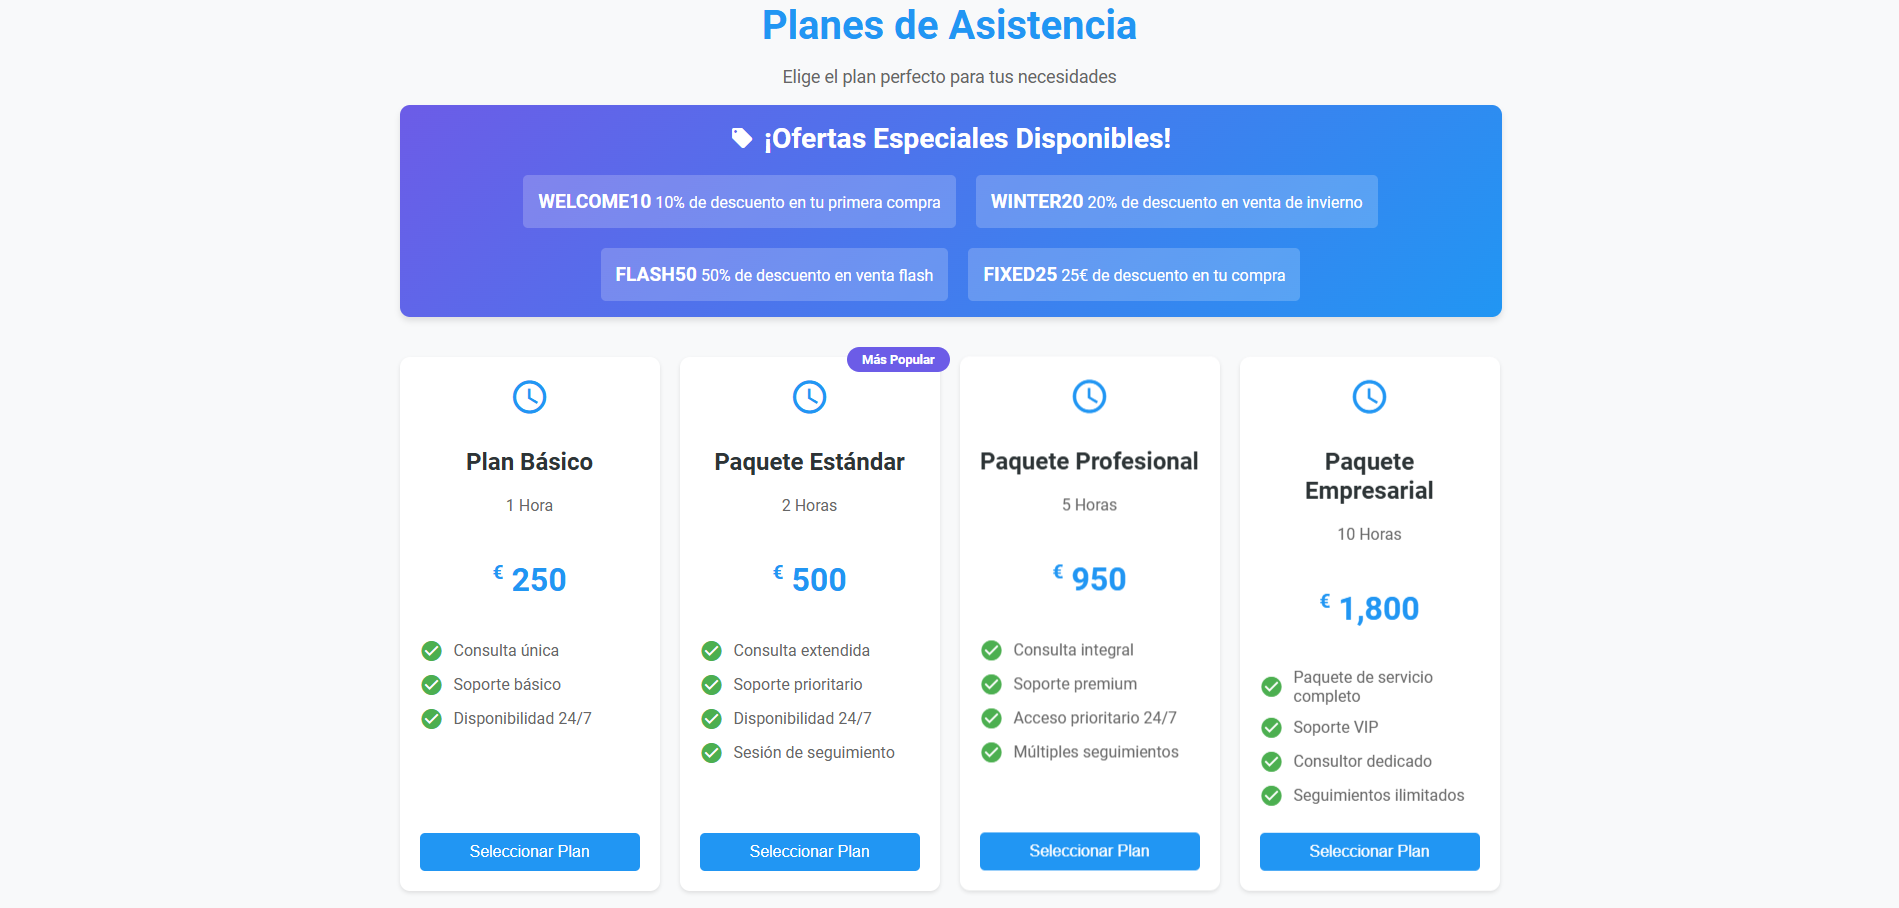 Planes de Asistencia
Elige el plan perfecto para tus necesidades
¡Ofertas Especiales Disponibles!
WELCOME10 10% de descuento en tu primera compra
WINTER20 20% de descuento en venta de invierno
FLASH50 50% de descuento en venta flash
FIXED25 25€ de descuento en tu compra
Plan Básico
1 Hora
€ 250
Consulta única
Soporte básico
Disponibilidad 24/7
Seleccionar Plan
Más Popular
Paquete Estándar
2 Horas
€ 500
Consulta extendida
Soporte prioritario
Disponibilidad 24/7
Sesión de seguimiento
Seleccionar Plan
Paquete Profesional
5 Horas
€ 950
Consulta integral
Soporte premium
Acceso prioritario 24/7
Múltiples seguimientos
Seleccionar Plan
Paquete
Empresarial
10 Horas
€ 1,800
Paquete de servicio
completo
Soporte VIP
Consultor dedicado
Seguimientos ilimitados
Seleccionar Plan